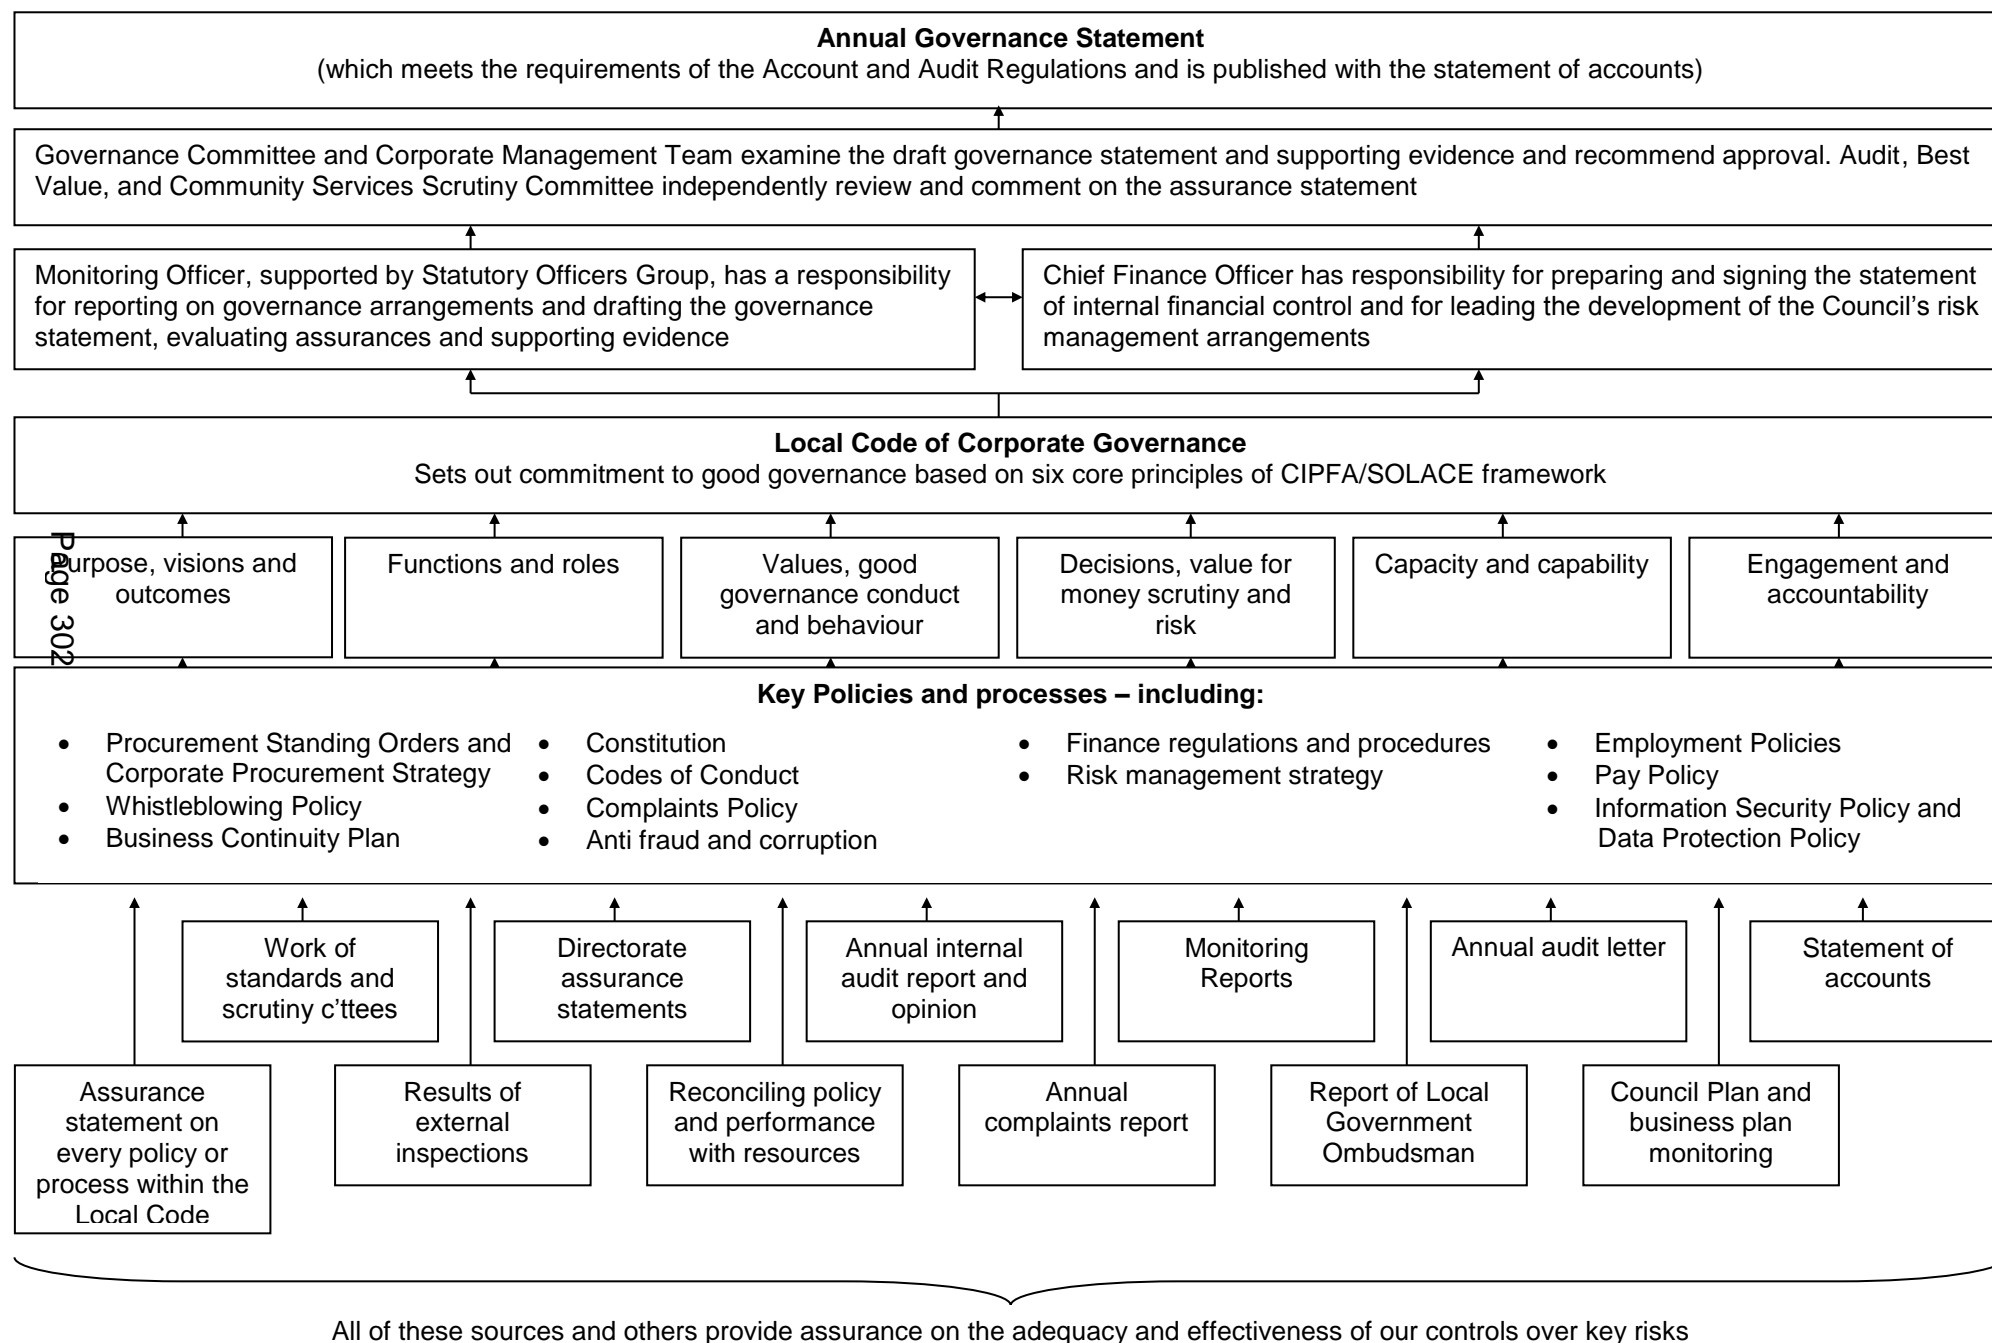 Annual Governance Statement
(which meets the requirements of the Account and Audit Regulations and is published with the statement of accounts)
Governance Committee and Corporate Management Team examine the draft governance statement and supporting evidence and recommend approval. Audit, Best
Value, and Community Services Scrutiny Committee independently review and comment on the assurance statement
Monitoring Officer, supported by Statutory Officers Group, has a responsibility
for reporting on governance arrangements and drafting the governance
statement, evaluating assurances and supporting evidence
Chief Finance Officer has responsibility for preparing and signing the statement
of internal financial control and for leading the development of the Council's risk
management arrangements
Local Code of Corporate Governance
Sets out commitment to good governance based on six core principles of CIPFA/SOLACE framework
Page 302
Purpose, visions and
outcomes
Functions and roles
Values, good
governance conduct
and behaviour
Decisions, value for
money scrutiny and
risk
Capacity and capability
Engagement and
accountability
Key Policies and processes – including:
• Procurement Standing Orders and
Corporate Procurement Strategy
• Whistleblowing Policy
• Business Continuity Plan
• Constitution
• Codes of Conduct
• Complaints Policy
• Anti fraud and corruption
• Finance regulations and procedures
• Risk management strategy
• Employment Policies
• Pay Policy
• Information Security Policy and
Data Protection Policy
Work of
standards and
scrutiny c'ttees
Directorate
assurance
statements
Annual internal
audit report and
opinion
Monitoring
Reports
Annual audit letter
Statement of
accounts
Assurance
statement on
every policy or
process within the
Local Code
Results of
external
inspections
Reconciling policy
and performance
with resources
Annual
complaints report
Report of Local
Government
Ombudsman
Council Plan and
business plan
monitoring
All of these sources and others provide assurance on the adequacy and effectiveness of our controls over key risks